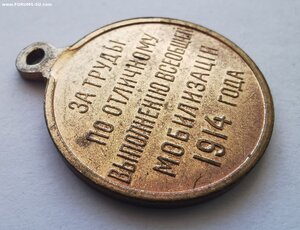 ЗА ТРУДЫ
ПО ОТЛИЧНОМУ
ВЫПОЛНЕНІЮ ВСЕОБЩЕЙ
МОБИЛИЗАЦІИ
1914 ГОДА